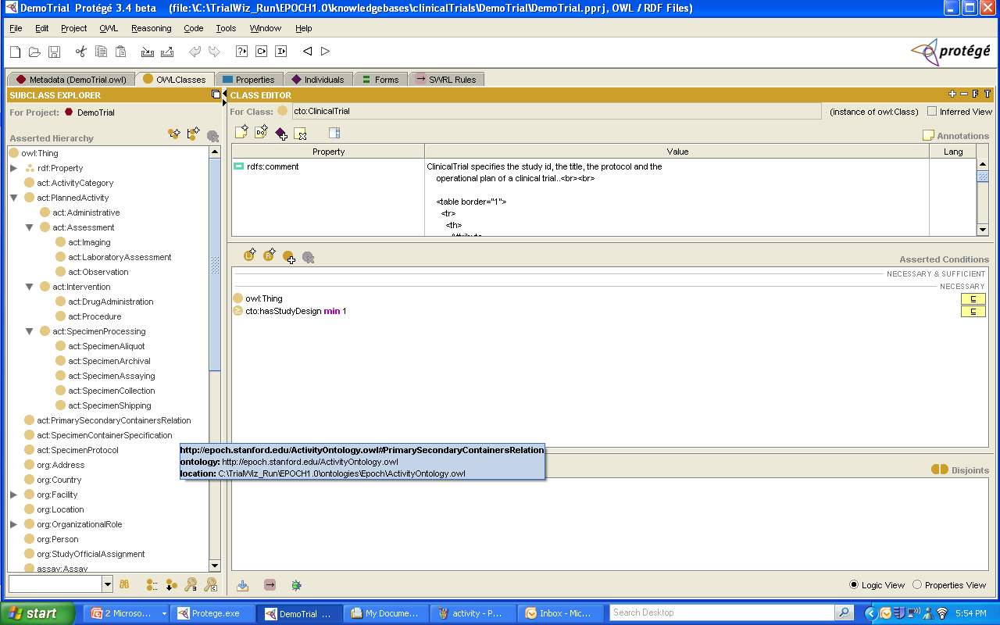 DemoTrial Protégé 3.4 beta (file:\C:\TrialWiz_Run\EPOCH1.0\knowledgebases\clinicalTrials\DemoTrial\DemoTrial.pprj, OWL / RDF Files)
File Edit Project OWL Reasoning Code Tools Window Help
protégé
Metadata (DemoTrial.owl) OWLClasses Properties Individuals Forms SWRL Rules
SUBCLASS EXPLORER
For Project: DemoTrial
Asserted Hierarchy
owl:Thing
rdf:Property
act:ActivityCategory
act:PlannedActivity
act:Administrative
act:Assessment
act:Imaging
act:LaboratoryAssessment
act:Observation
act:Intervention
act:DrugAdministration
act:Procedure
act:SpecimenProcessing
act:SpecimenAliquot
act:SpecimenArchival
act:SpecimenAssaying
act:SpecimenCollection
act:SpecimenShipping
act:PrimarySecondaryContainersRelation
act:SpecimenContainerSpecification
act:SpecimenProtocol
org:Address
org:Country
org:Facility
org:Location
org:OrganizationalRole
org:Person
org:StudyOfficialAssignment
assay:Assay
CLASS EDITOR
F T
For Class: cto:ClinicalTrial (instance of owl:Class) Inferred View
Annotations
Property Value Lang
rdfs:comment ClinicalTrial specifies the study id, the title, the protocol and the
operational plan of a clinical trial..<br><br>
<table border="1">
<tr>
<th>
Asserted Conditions
NECESSARY & SUFFICIENT
NECESSARY
owl:Thing
cto:hasStudyDesign min 1
http://epoch.stanford.edu/ActivityOntology.owl#PrimarySecondaryContainersRelation
ontology: http://epoch.stanford.edu/ActivityOntology.owl
location: C:\TrialWiz_Run\EPOCH1.0\ontologies\Epoch\ActivityOntology.owl
Disjoints
Logic View Properties View
start 2 Microso... Protege.exe DemoTrial ... My Docume... activity - P... Inbox - Mic... Search Desktop 5:54 PM